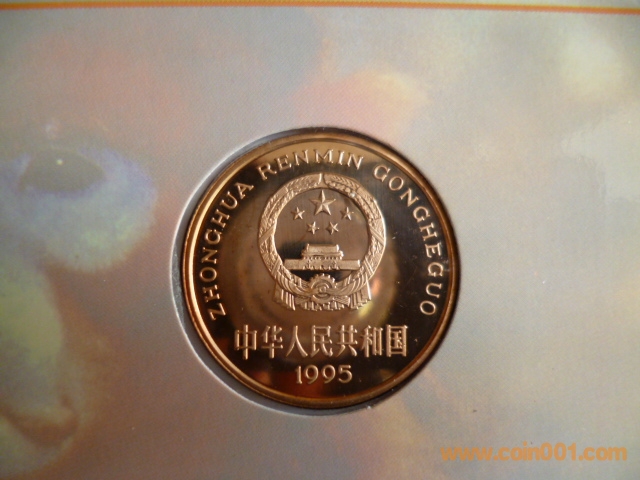 ZHONGHUA RENMIN GONGHEGUO
中华人民共和国
1995
www.coin001.com